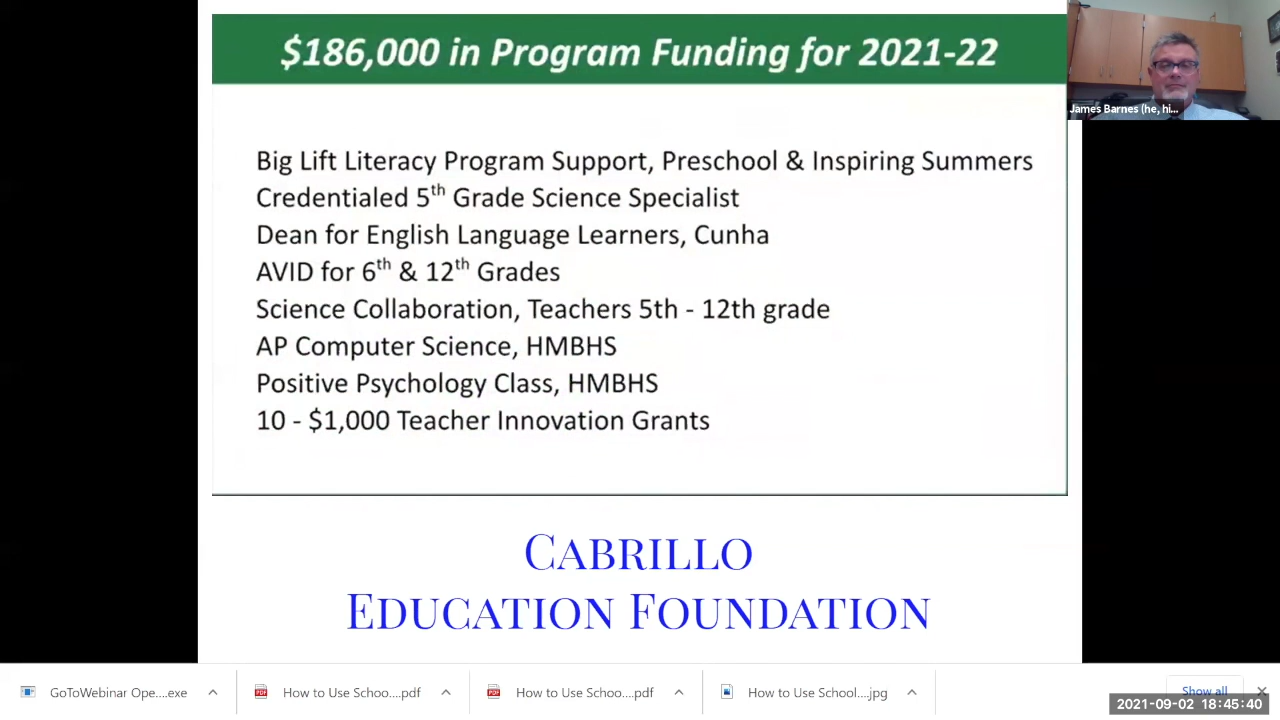 $186,000 in Program Funding for 2021-22
James Barnes (he, hi...
Big Lift Literacy Program Support, Preschool & Inspiring Summers
Credentialed 5th Grade Science Specialist
Dean for English Language Learners, Cunha
AVID for 6th & 12th Grades
Science Collaboration, Teachers 5th - 12th grade
AP Computer Science, HMBHS
Positive Psychology Class, HMBHS
10 - $1,000 Teacher Innovation Grants
CABRILLO
EDUCATION FOUNDATION
GoToWebinar Ope....exe
How to Use Schoo....pdf
How to Use Schoo....pdf
How to Use School....jpg
Show all
2021-09-02 18:45:40